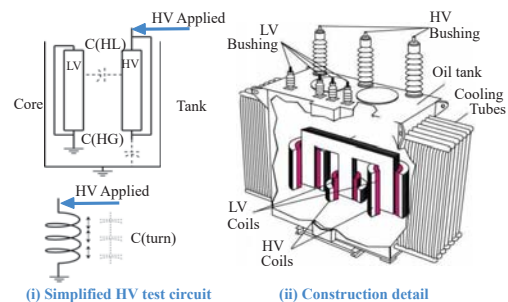 HV Applied
C(HL)
LV
HV
Core
Tank
C(HG)
HV Applied
C(turn)
(i) Simplified HV test circuit
LV
Bushing
HV
Bushing
Oil tank
Cooling
Tubes
LV
Coils
HV
Coils
(ii) Construction detail